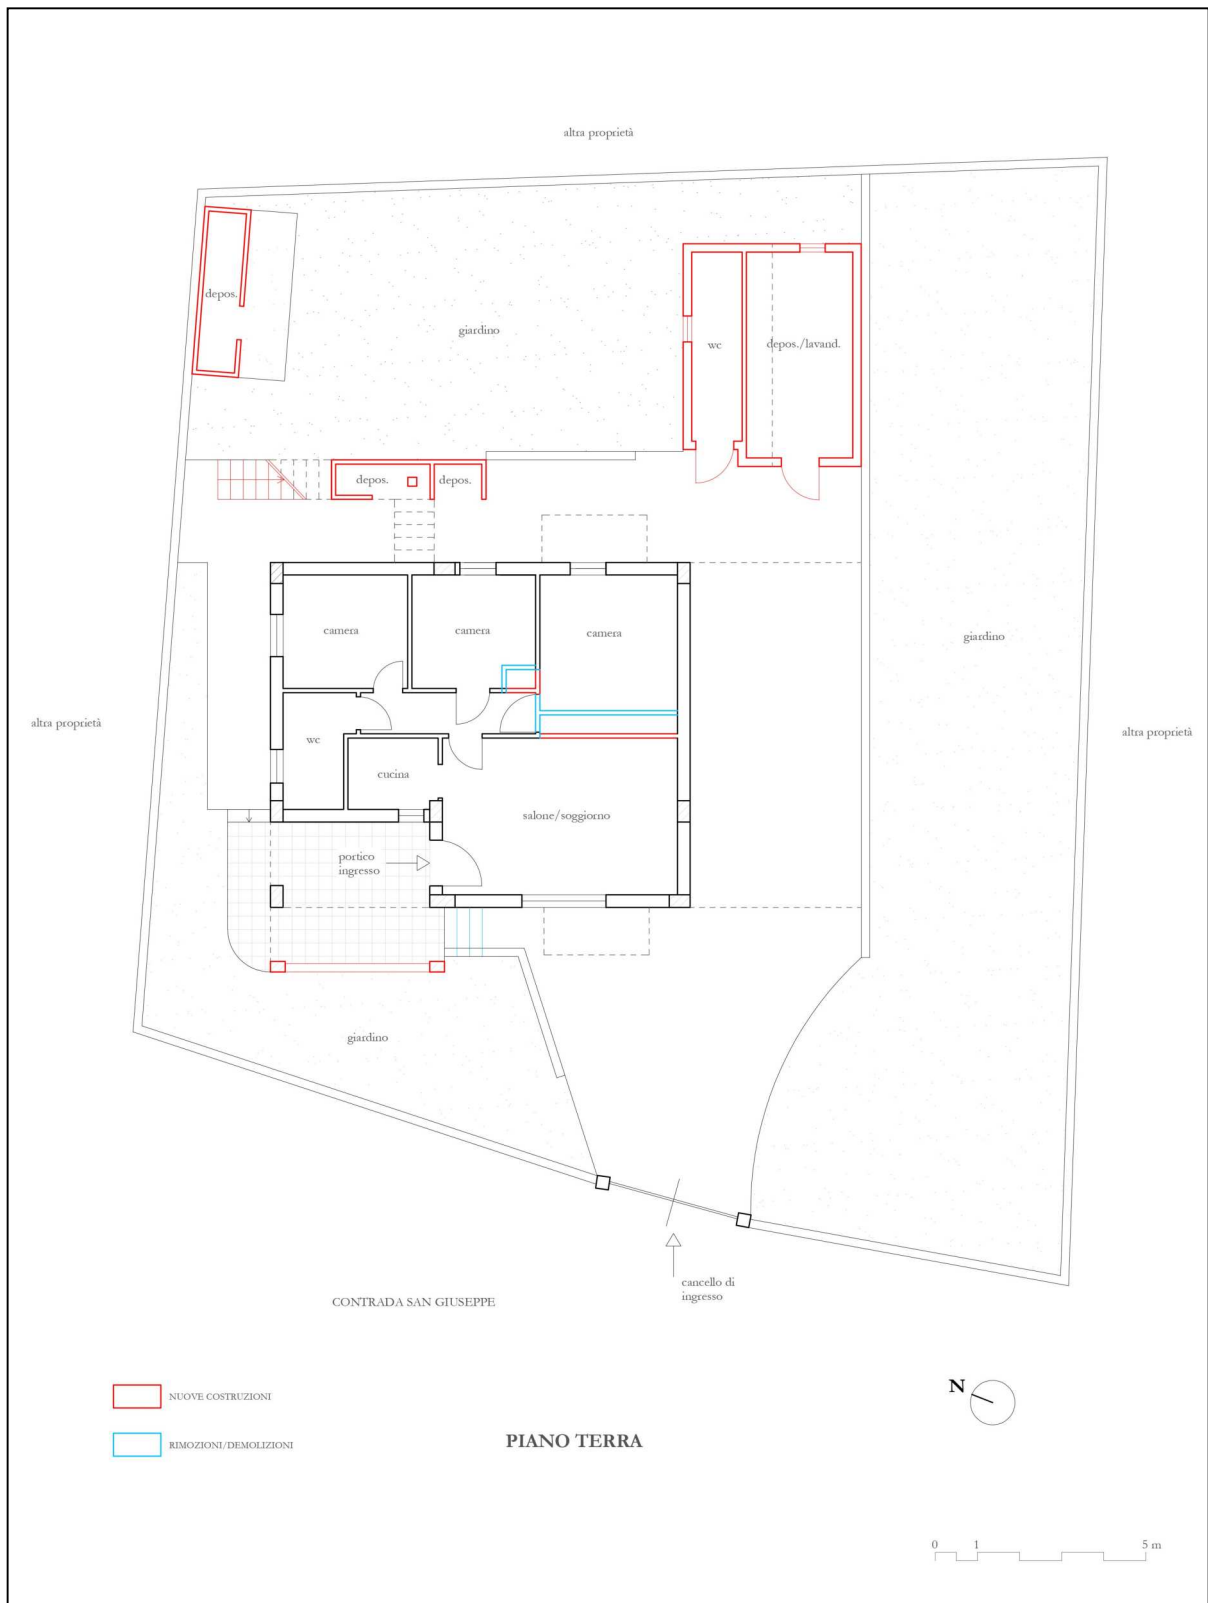 altra proprietà
depos.
giardino
wc
depos./lavand.
depos.
depos.
camera
camera
camera
giardino
altra proprietà
wc
cucina
salone/soggiorno
altra proprietà
portico
ingresso
giardino
cancello di
ingresso
CONTRADA SAN GIUSEPPE
NUOVE COSTRUZIONI
N
RIMOZIONI/DEMOLIZIONI
PIANO TERRA
0 1 5 m